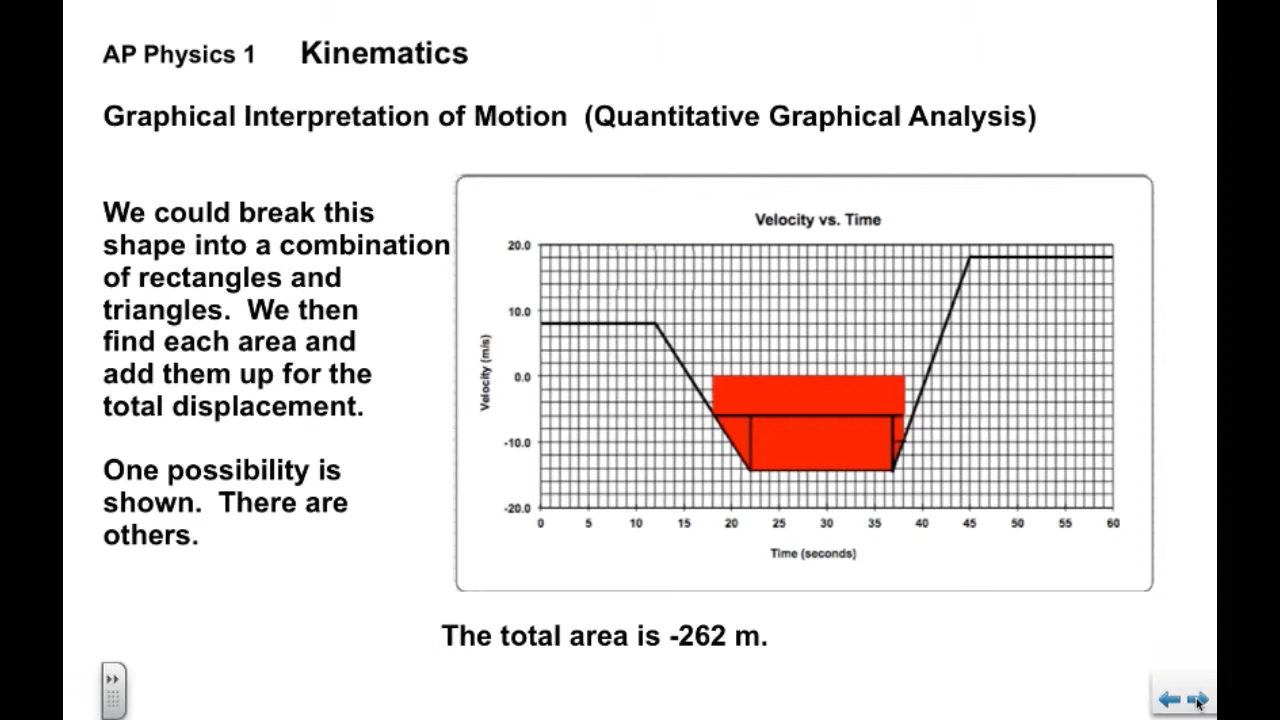 AP Physics 1 Kinematics
Graphical Interpretation of Motion (Quantitative Graphical Analysis)
We could break this
shape into a combination
of rectangles and
triangles. We then
find each area and
add them up for the
total displacement.
One possibility is
shown. There are
others.
Velocity vs. Time
Velocity (m/s)
20.0
10.0
0.0
-10.0
-20.0
0 5 10 15 20 25 30 35 40 45 50 55 60
Time (seconds)
The total area is -262 m.